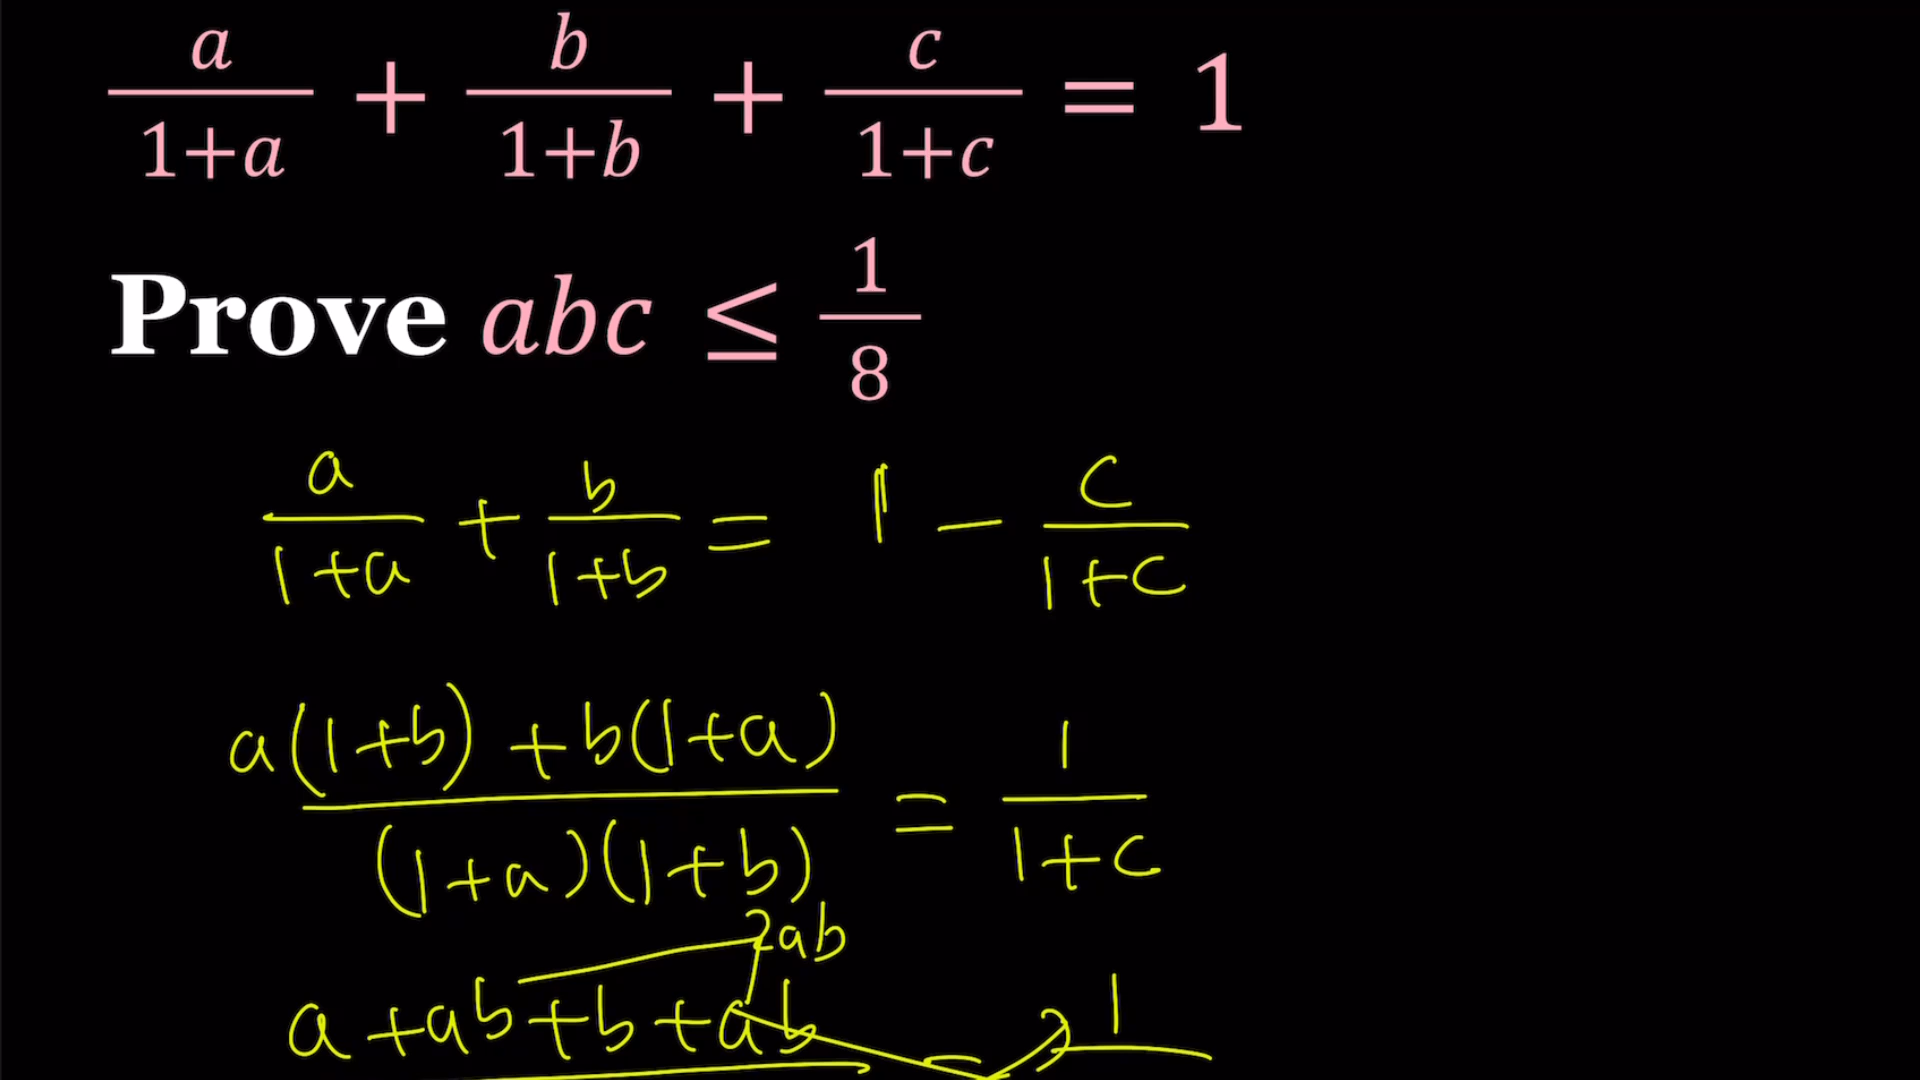 a/(1+a) + b/(1+b) + c/(1+c) = 1
Prove abc ≤ 1/8
a/(1+a) + b/(1+b) = 1 − c/(1+c)
(a(1+b) + b(1+a))/((1+a)(1+b)) = 1/(1+c)
2ab
a + ab + b + ab = 1